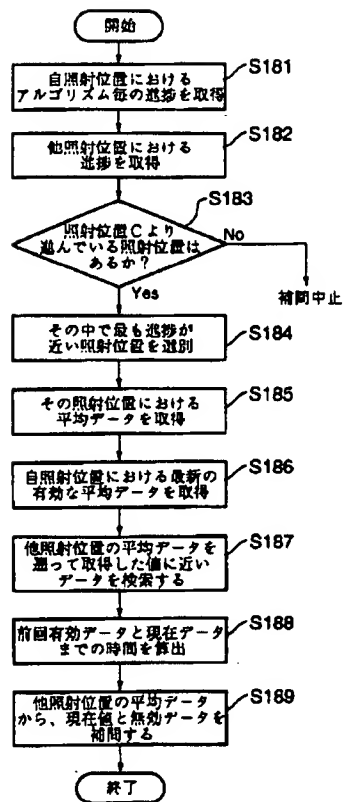 開始
自照射位置における
アルゴリズム毎の進捗を取得
S181
他照射位置における
進捗を取得
S182
照射位置Cより
進んでいる照射位置は
あるか?
S183
No
補間中止
Yes
その中で最も進捗が
近い照射位置を選別
S184
その照射位置における
平均データを取得
S185
自照射位置における最新の
有効な平均データを取得
S186
他照射位置の平均データを
遡って取得した値に近い
データを検索する
S187
前回有効データと現在データ
までの時間を算出
S188
他照射位置の平均データ
から、現在値と無効データを
補間する
S189
終了